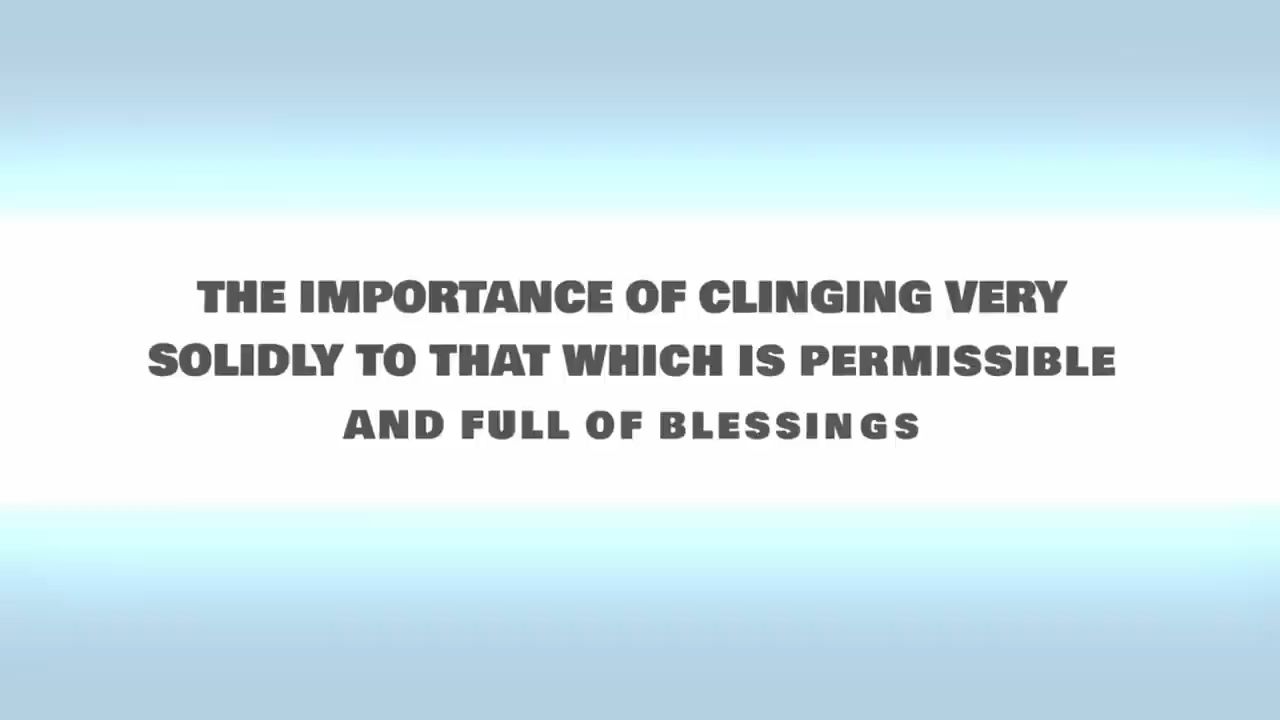 THE IMPORTANCE OF CLINGING VERY
SOLIDLY TO THAT WHICH IS PERMISSIBLE
AND FULL OF BLESSINGS